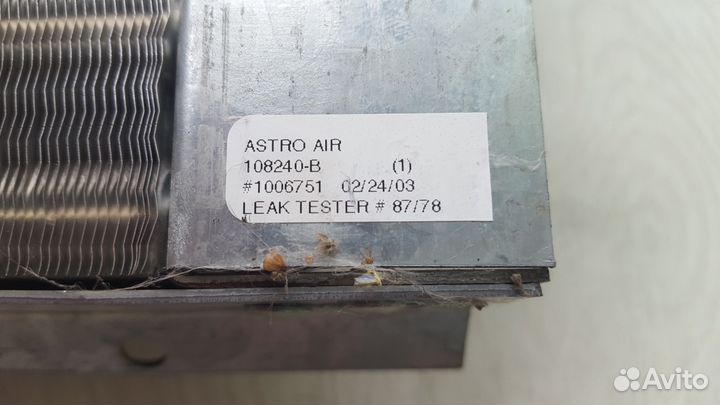 ASTRO AIR
108240-B (1)
#1006751 02/24/03
LEAK TESTER # 87/78
Avito